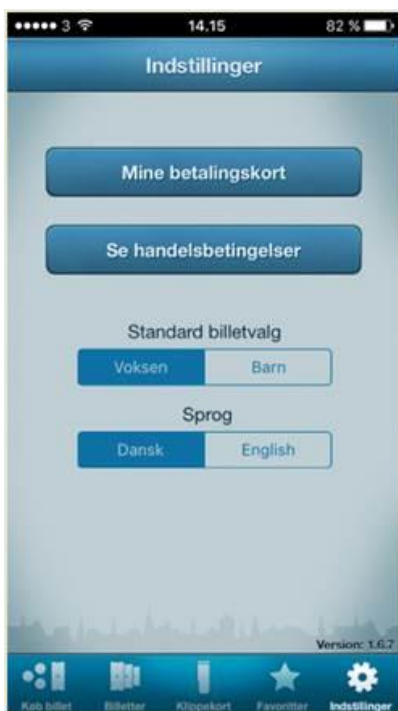 3 14.15 82 %
Indstillinger
Mine betalingskort
Se handelsbetingelser
Standard billetvalg
Voksen Barn
Sprog
Dansk English
Version: 1.6.7
Køb billet Billetter Klippekort Favoritter Indstillinger